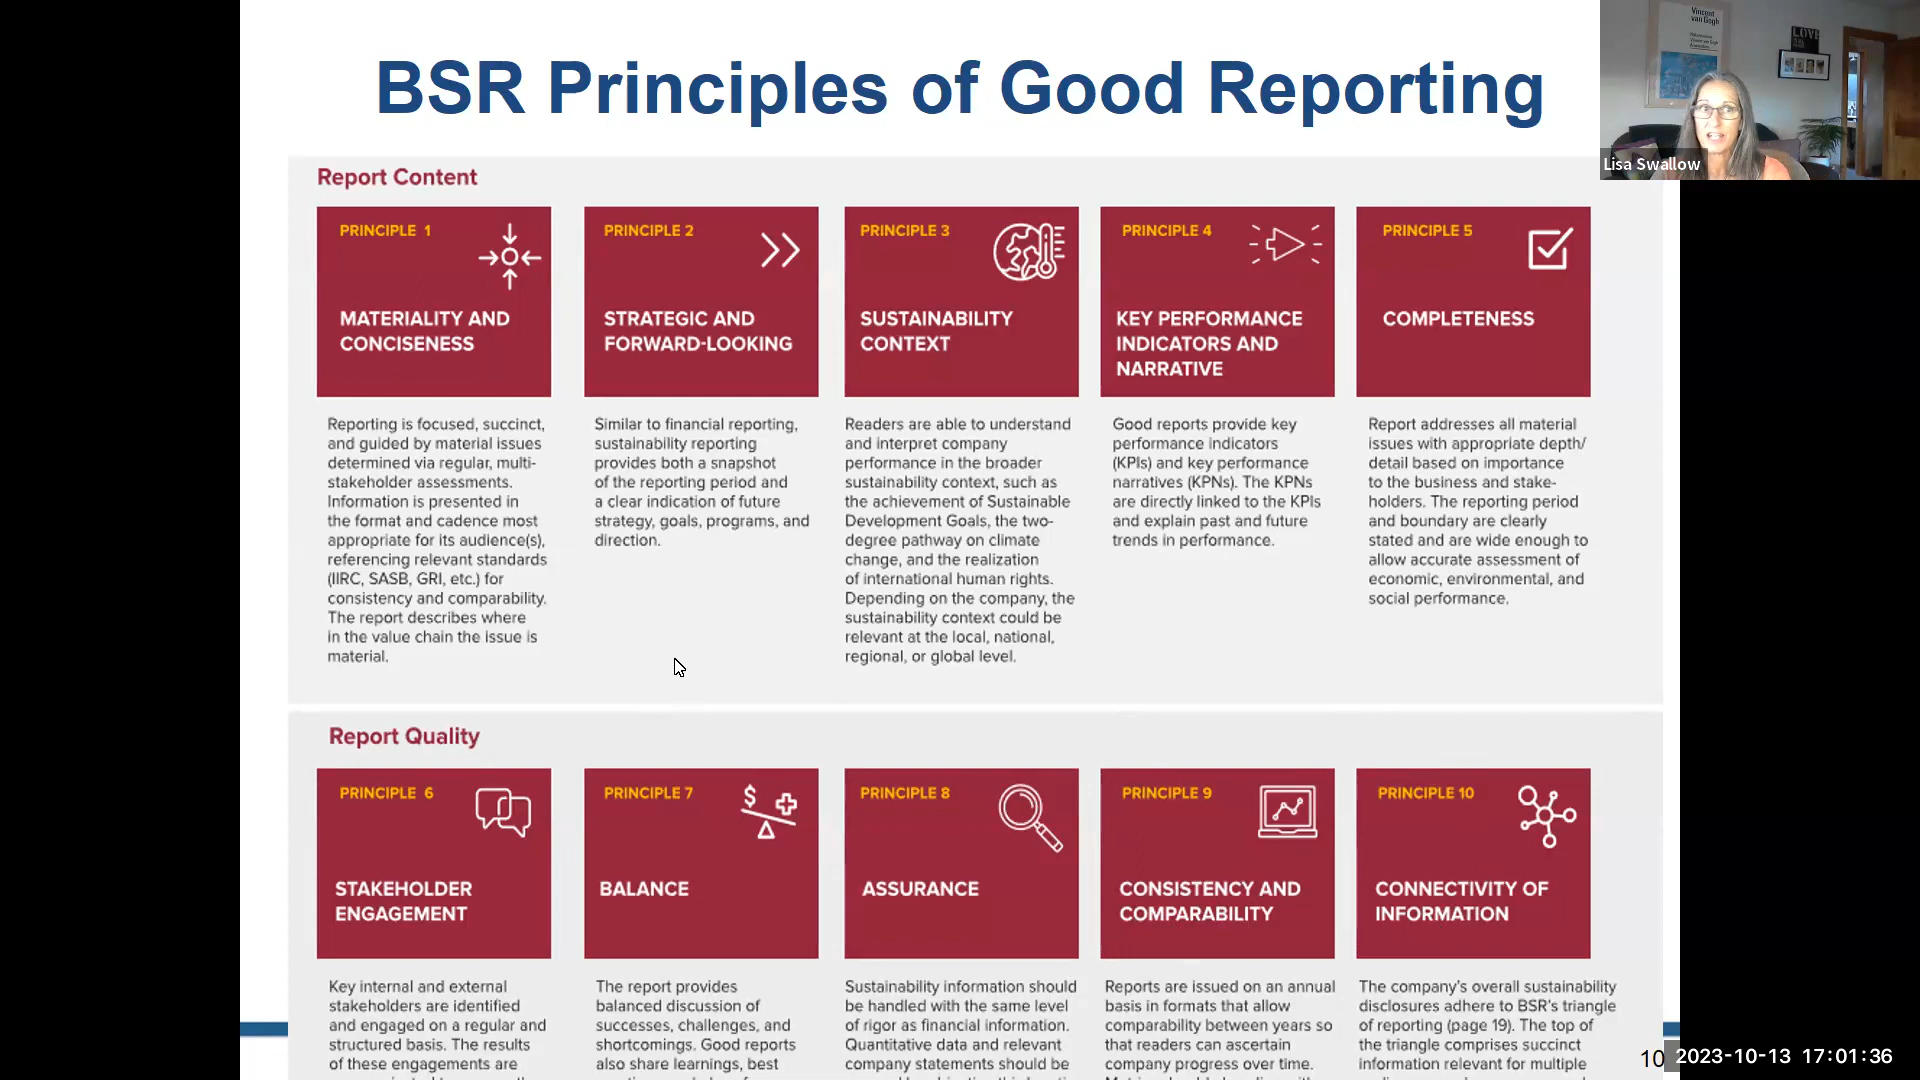 BSR Principles of Good Reporting
Vincent
van Gogh
LOVE
Lisa Swallow
Report Content
PRINCIPLE 1
MATERIALITY AND
CONCISENESS
Reporting is focused, succinct,
and guided by material issues
determined via regular, multi-
stakeholder assessments.
Information is presented in
the format and cadence most
appropriate for its audience(s),
referencing relevant standards
(IIRC, SASB, GRI, etc.) for
consistency and comparability.
The report describes where
in the value chain the issue is
material.
PRINCIPLE 2
STRATEGIC AND
FORWARD-LOOKING
Similar to financial reporting,
sustainability reporting
provides both a snapshot
of the reporting period and
a clear indication of future
strategy, goals, programs, and
direction.
PRINCIPLE 3
SUSTAINABILITY
CONTEXT
Readers are able to understand
and interpret company
performance in the broader
sustainability context, such as
the achievement of Sustainable
Development Goals, the two-
degree pathway on climate
change, and the realization
of international human rights.
Depending on the company, the
sustainability context could be
relevant at the local, national,
regional, or global level.
PRINCIPLE 4
KEY PERFORMANCE
INDICATORS AND
NARRATIVE
Good reports provide key
performance indicators
(KPIs) and key performance
narratives (KPNs). The KPNs
are directly linked to the KPIs
and explain past and future
trends in performance.
PRINCIPLE 5
COMPLETENESS
Report addresses all material
issues with appropriate depth/
detail based on importance
to the business and stake-
holders. The reporting period
and boundary are clearly
stated and are wide enough to
allow accurate assessment of
economic, environmental, and
social performance.
Report Quality
PRINCIPLE 6
STAKEHOLDER
ENGAGEMENT
Key internal and external
stakeholders are identified
and engaged on a regular and
structured basis. The results
of these engagements are
PRINCIPLE 7
$
BALANCE
The report provides
balanced discussion of
successes, challenges, and
shortcomings. Good reports
also share learnings, best
PRINCIPLE 8
ASSURANCE
Sustainability information should
be handled with the same level
of rigor as financial information.
Quantitative data and relevant
company statements should be
PRINCIPLE 9
CONSISTENCY AND
COMPARABILITY
Reports are issued on an annual
basis in formats that allow
comparability between years so
that readers can ascertain
company progress over time.
PRINCIPLE 10
CONNECTIVITY OF
INFORMATION
The company's overall sustainability
disclosures adhere to BSR's triangle
of reporting (page 19). The top of
the triangle comprises succinct
information relevant for multiple
10
2023-10-13 17:01:36